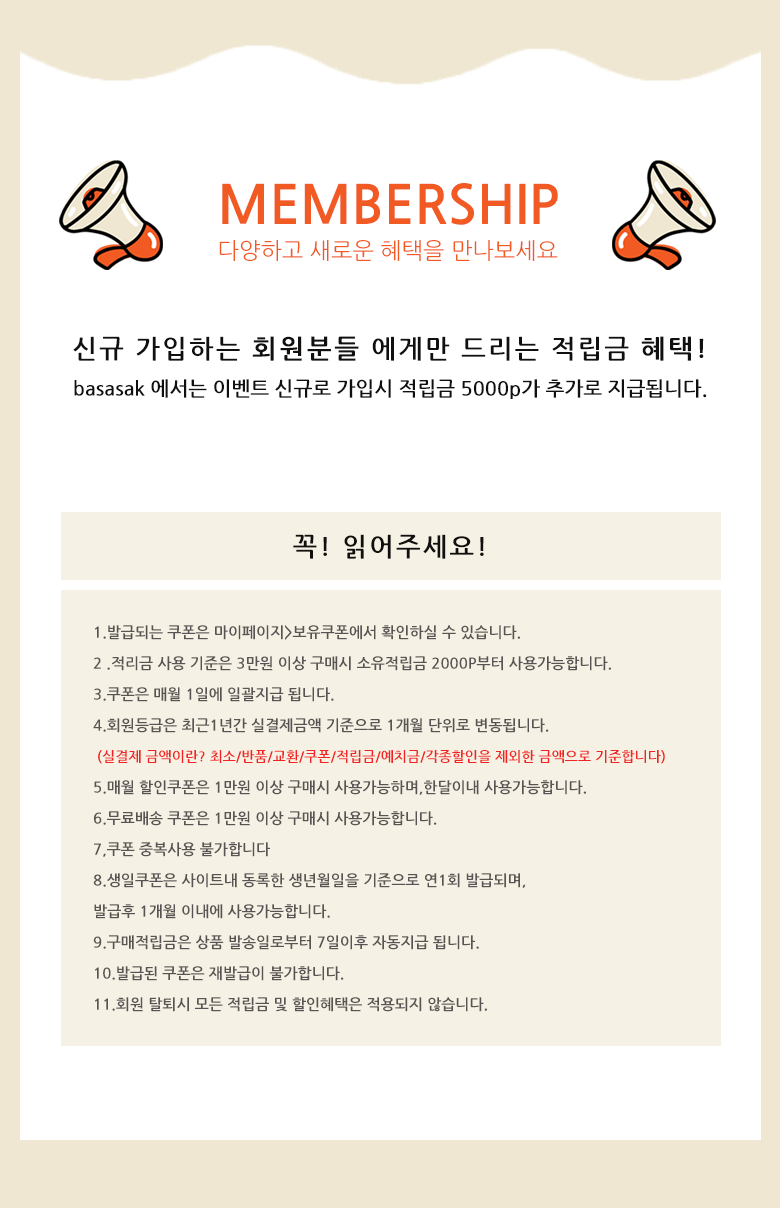 MEMBERSHIP
다양하고 새로운 혜택을 만나보세요
신규 가입하는 회원분들 에게만 드리는 적립금 혜택!
basasak 에서는 이벤트 신규로 가입시 적립금 5000p가 추가로 지급됩니다.
꼭! 읽어주세요!
1.발급되는 쿠폰은 마이페이지>보유쿠폰에서 확인하실 수 있습니다.
2 .적리금 사용 기준은 3만원 이상 구매시 소유적립금 2000P부터 사용가능합니다.
3.쿠폰은 매월 1일에 일괄지급 됩니다.
4.회원등급은 최근1년간 실결제금액 기준으로 1개월 단위로 변동됩니다.
(실결제 금액이란? 최소/반품/교환/쿠폰/적립금/예치금/각종할인을 제외한 금액으로 기준합니다)
5.매월 할인쿠폰은 1만원 이상 구매시 사용가능하며,한달이내 사용가능합니다.
6.무료배송 쿠폰은 1만원 이상 구매시 사용가능합니다.
7,쿠폰 중복사용 불가합니다
8.생일쿠폰은 사이트내 동록한 생년월일을 기준으로 연1회 발급되며,
발급후 1개월 이내에 사용가능합니다.
9.구매적립금은 상품 발송일로부터 7일이후 자동지급 됩니다.
10.발급된 쿠폰은 재발급이 불가합니다.
11.회원 탈퇴시 모든 적립금 및 할인혜택은 적용되지 않습니다.